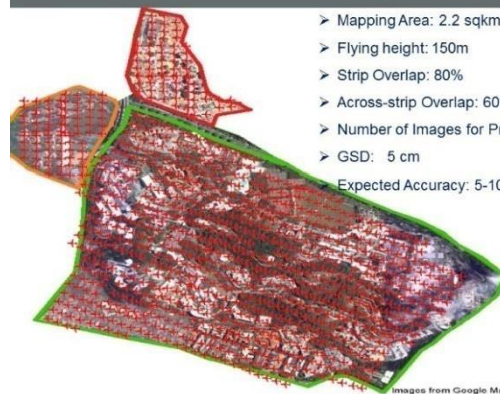 ➢ Mapping Area: 2.2 sqkm
➢ Flying height: 150m
➢ Strip Overlap: 80%
➢ Across-strip Overlap: 60
➢ Number of Images for Pr
➢ GSD: 5 cm
➢ Expected Accuracy: 5-10
Images from Google Ma